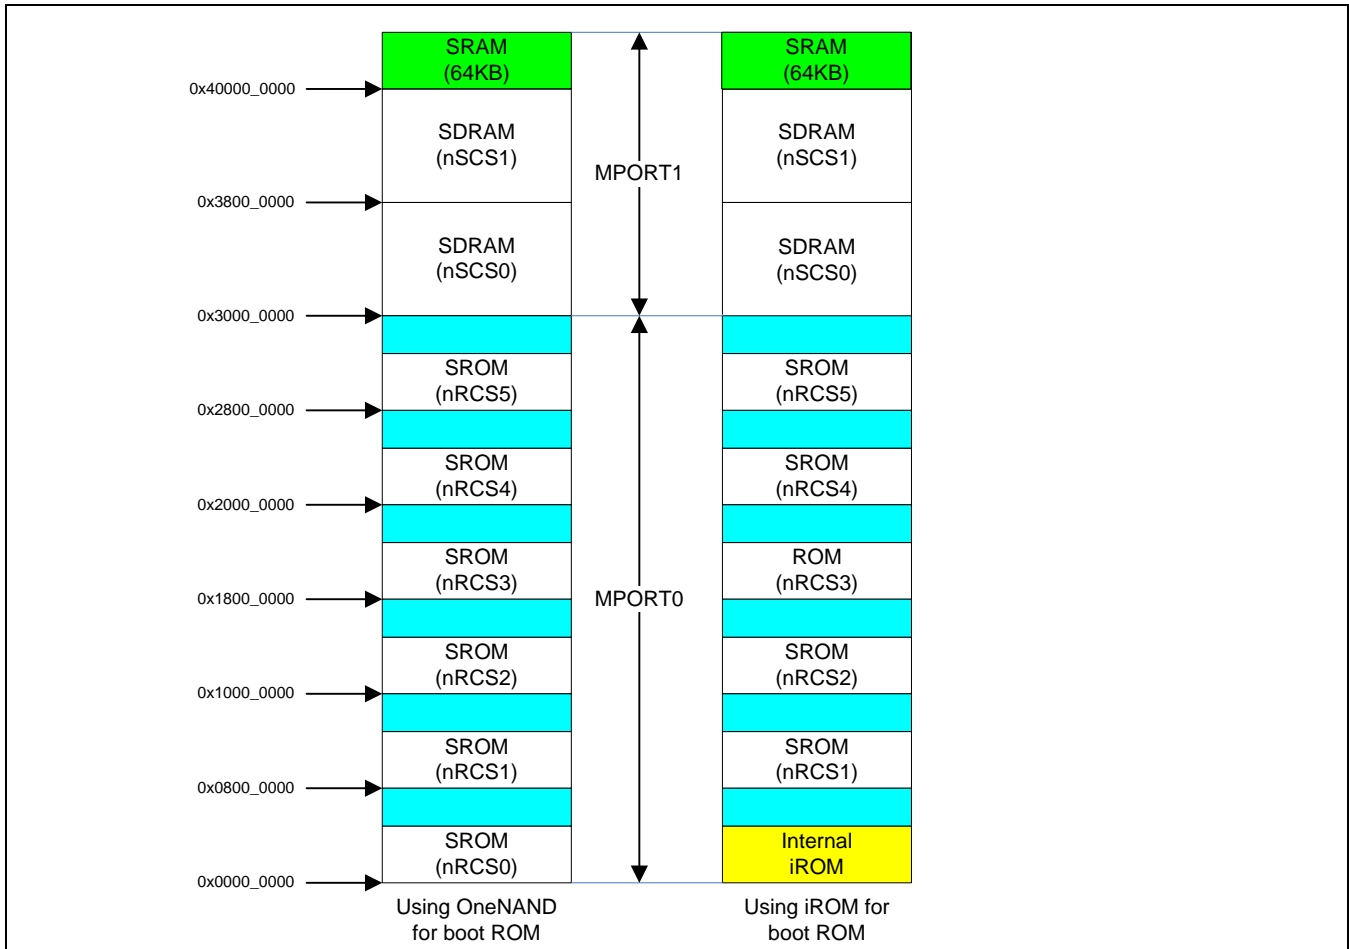 SRAM
(64KB)
SRAM
(64KB)
0x40000_0000
SDRAM
(nSCS1)
MPORT1
SDRAM
(nSCS1)
0x3800_0000
SDRAM
(nSCS0)
SDRAM
(nSCS0)
0x3000_0000
SROM
(nRCS5)
SROM
(nRCS5)
0x2800_0000
SROM
(nRCS4)
SROM
(nRCS4)
0x2000_0000
SROM
(nRCS3)
ROM
(nRCS3)
0x1800_0000
MPORT0
SROM
(nRCS2)
SROM
(nRCS2)
0x1000_0000
SROM
(nRCS1)
SROM
(nRCS1)
0x0800_0000
SROM
(nRCS0)
Internal
iROM
0x0000_0000
Using OneNAND
for boot ROM
Using iROM for
boot ROM